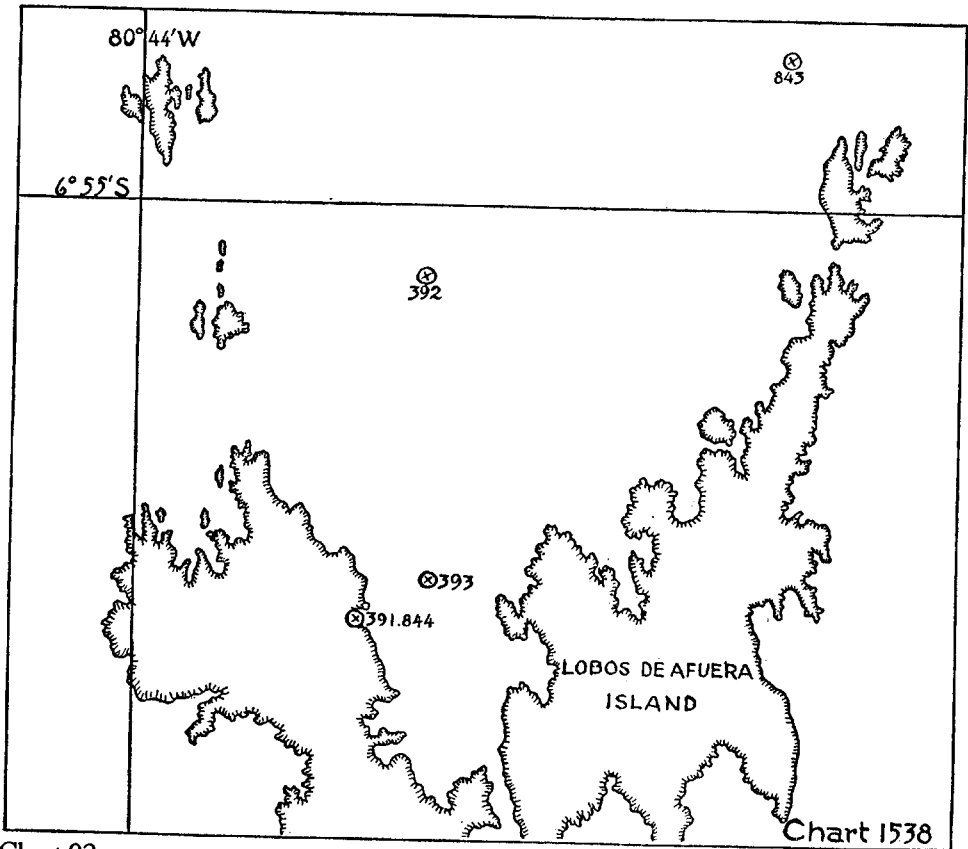 80°44'W
843
6°55'S
392
393
391.844
LOBOS DE AFUERA
ISLAND
Chart 1538